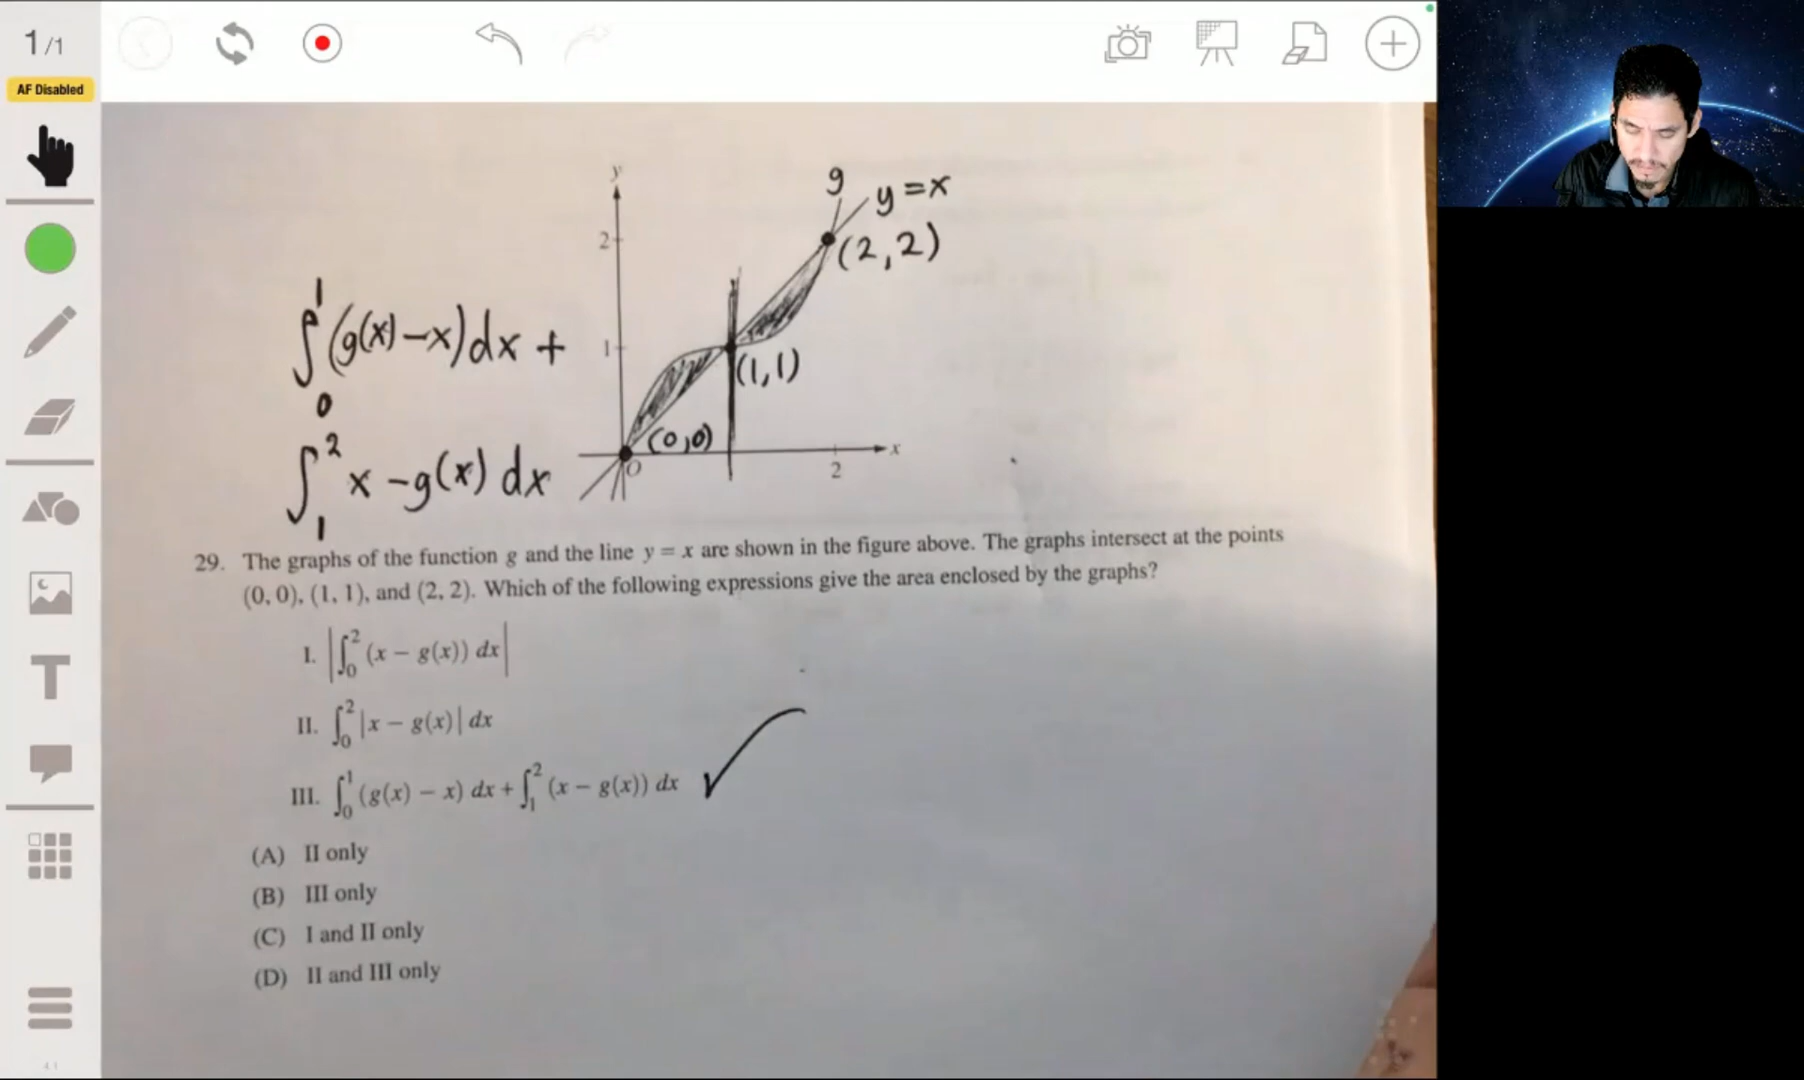 1/1
AF Disabled
T
y
g
y = x
2
(2,2)
∫₀¹(g(x)−x)dx +
1
(1,1)
(0,0)
∫₁² x − g(x) dx
O
2
x
29. The graphs of the function g and the line y = x are shown in the figure above. The graphs intersect at the points
(0, 0), (1, 1), and (2, 2). Which of the following expressions give the area enclosed by the graphs?
I. |∫₀² (x − g(x)) dx|
II. ∫₀² |x − g(x)| dx
III. ∫₀¹ (g(x) − x) dx + ∫₁² (x − g(x)) dx
(A) II only
(B) III only
(C) I and II only
(D) II and III only